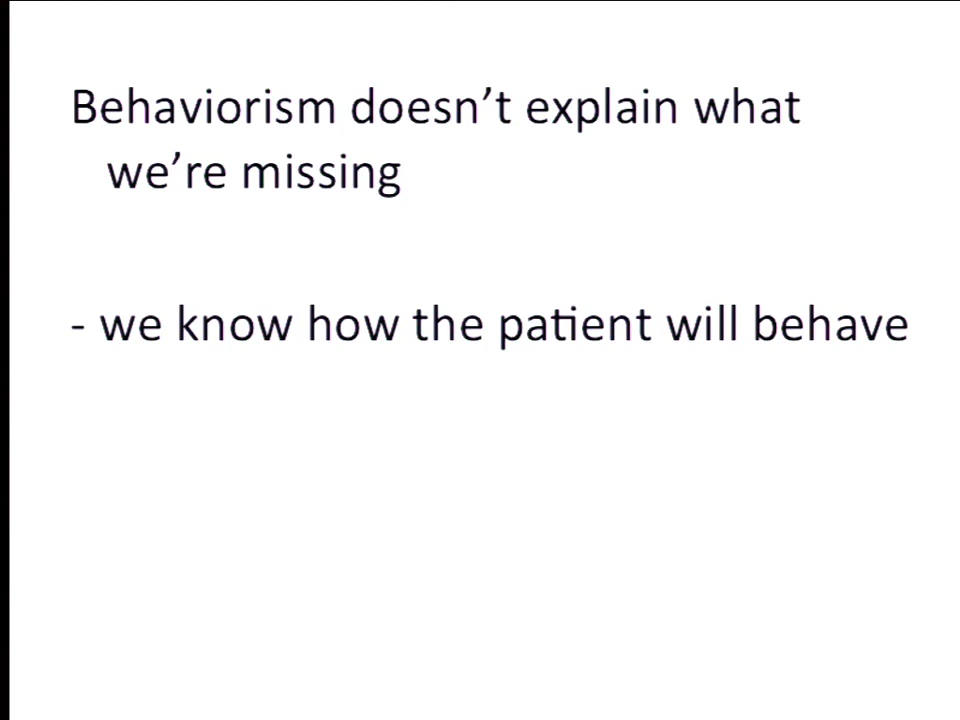 Behaviorism doesn’t explain what
we’re missing
- we know how the patient will behave